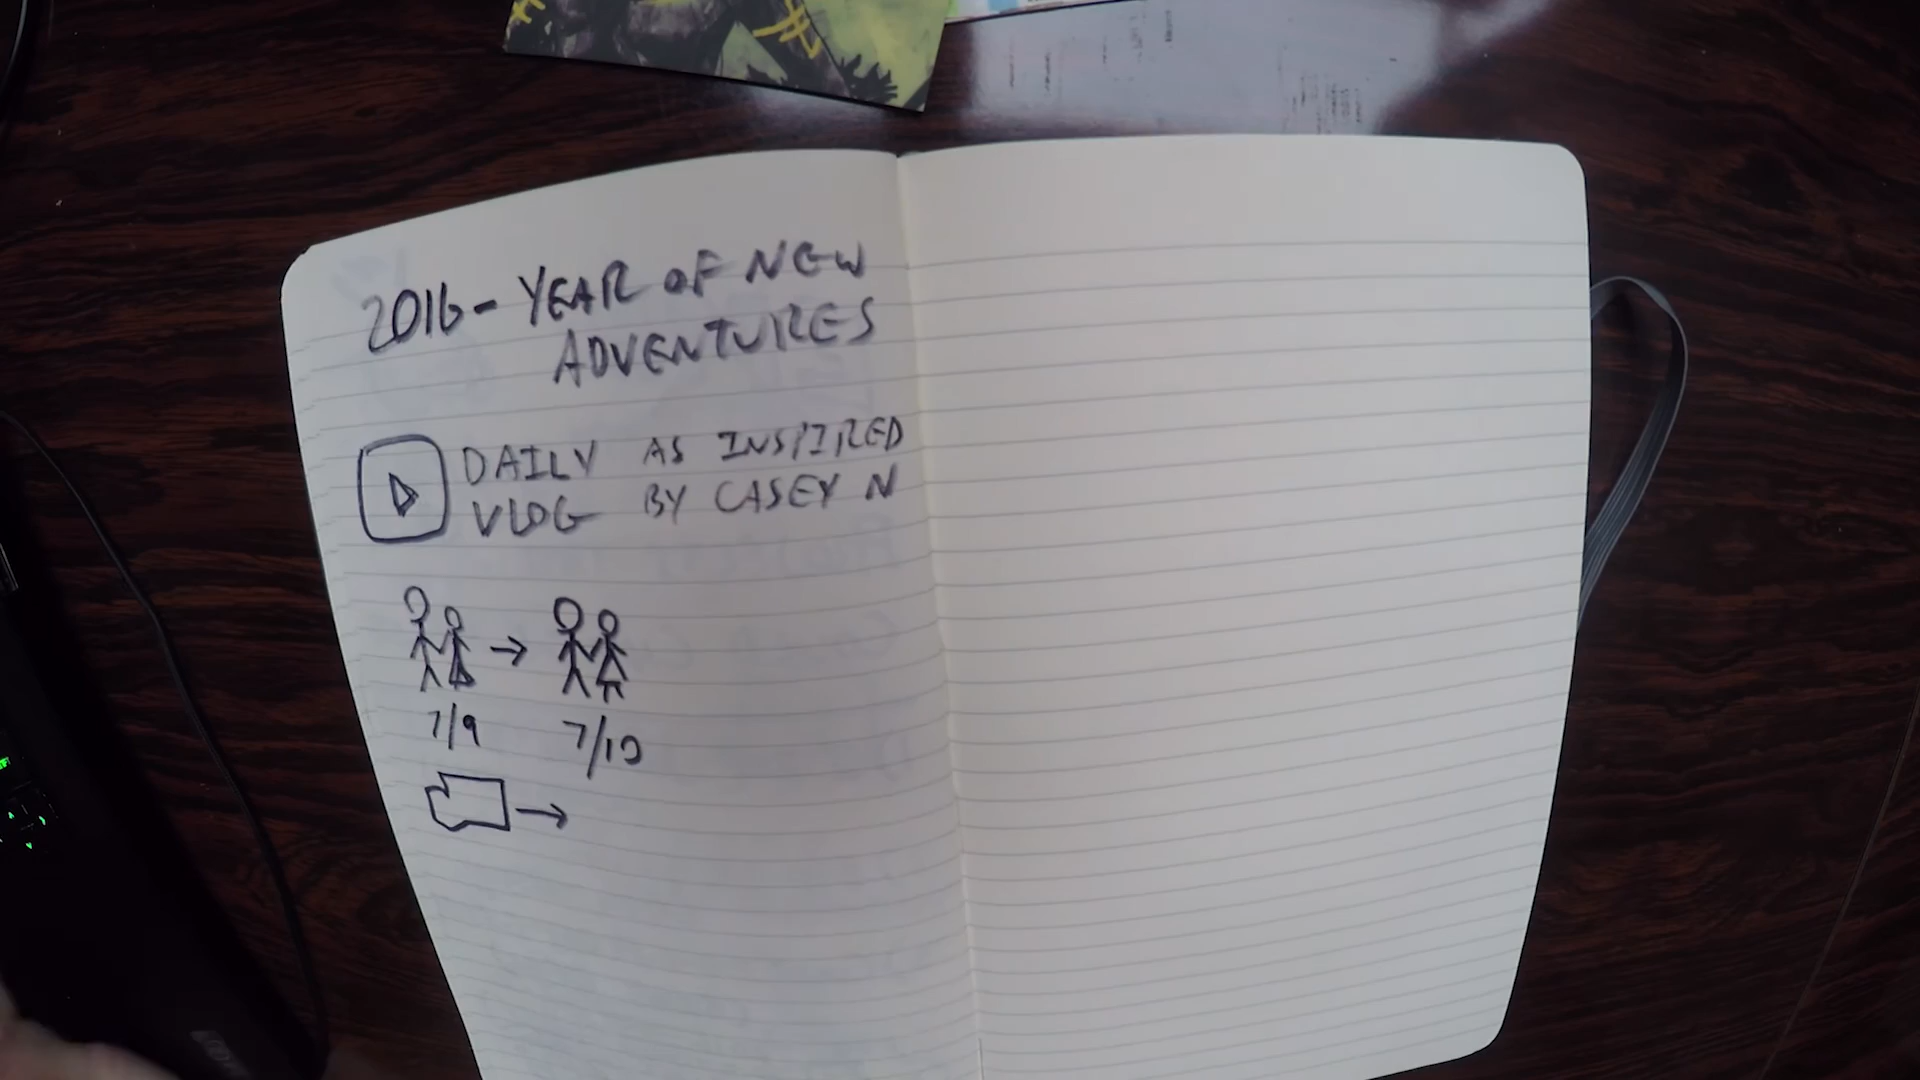 2016 - YEAR OF NEW
ADVENTURES
DAILY AS INSPIRED
VLOG BY CASEY N
7/9 7/10